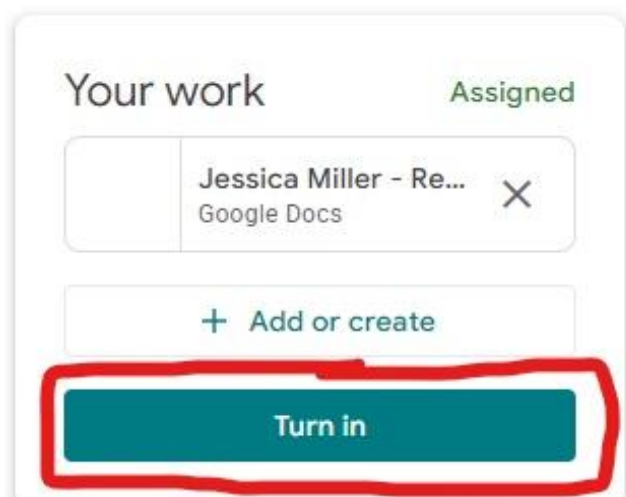 Your work
Assigned
Jessica Miller - Re...
Google Docs
+ Add or create
Turn in